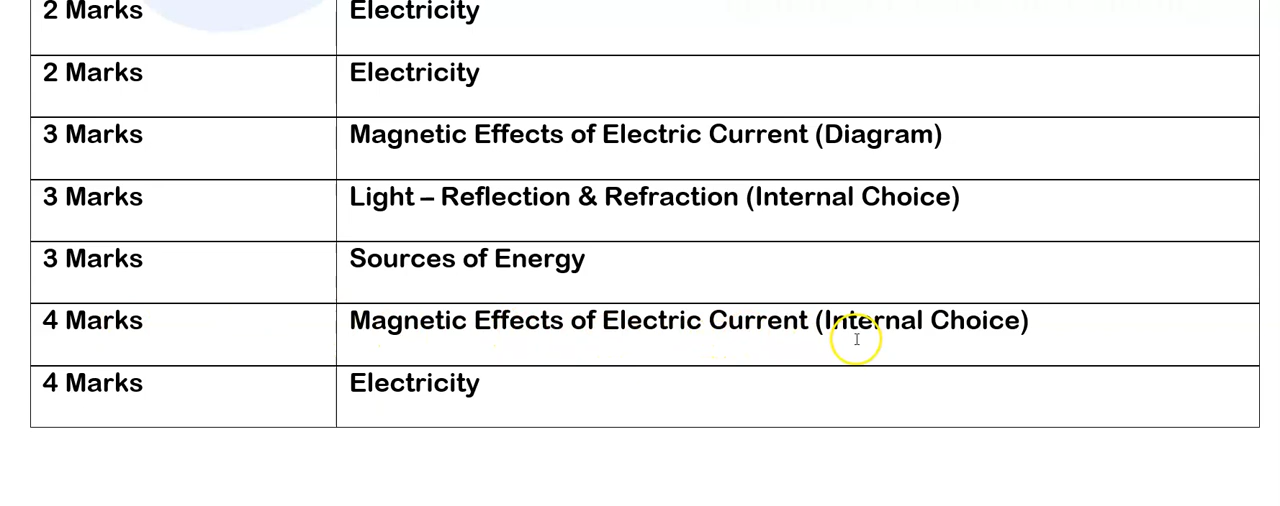 2 Marks Electricity
2 Marks Electricity
3 Marks Magnetic Effects of Electric Current (Diagram)
3 Marks Light – Reflection & Refraction (Internal Choice)
3 Marks Sources of Energy
4 Marks Magnetic Effects of Electric Current (Internal Choice)
4 Marks Electricity